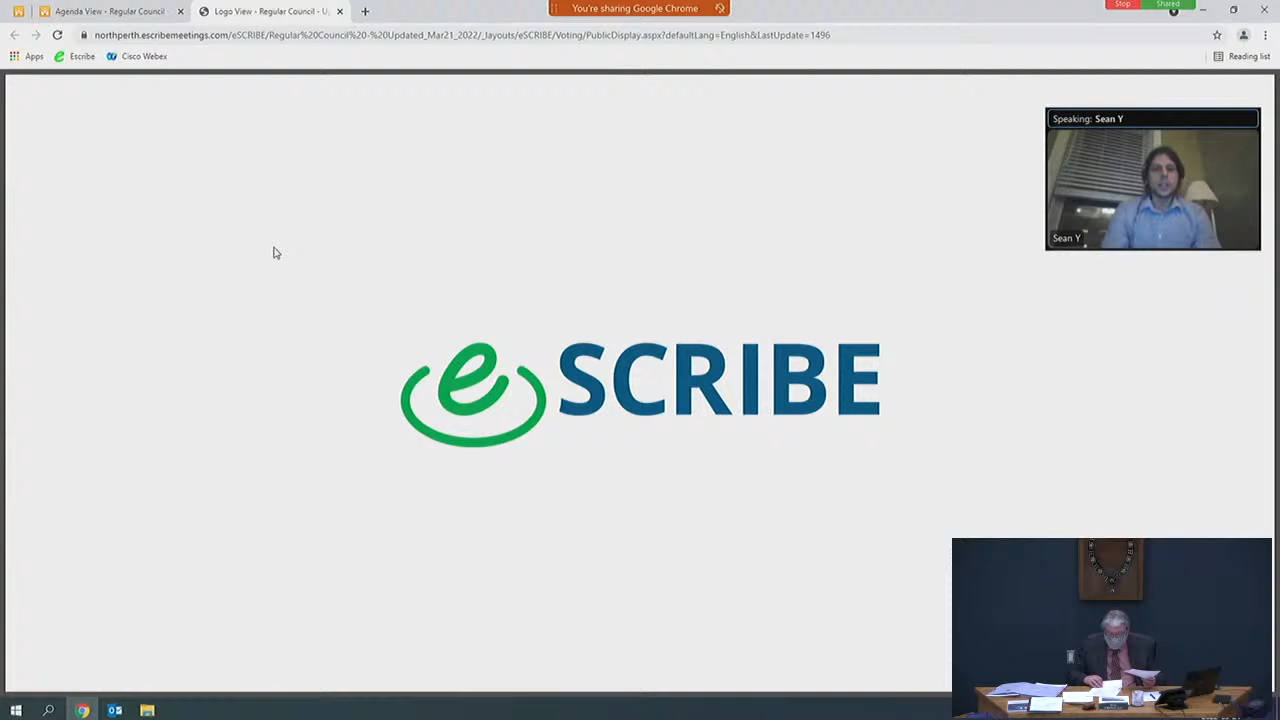 You're sharing Google Chrome
Stop
Shared
Agenda View - Regular Council
Logo View - Regular Council - U
northperth.escribemeetings.com/eSCRIBE/Regular%20Council%20-%20Updated_Mar21_2022/_layouts/eSCRIBE/Voting/PublicDisplay.aspx?defaultLang=English&LastUpdate=1496
Apps
Escribe
Cisco Webex
Reading list
Speaking: Sean Y
Sean Y
eSCRIBE